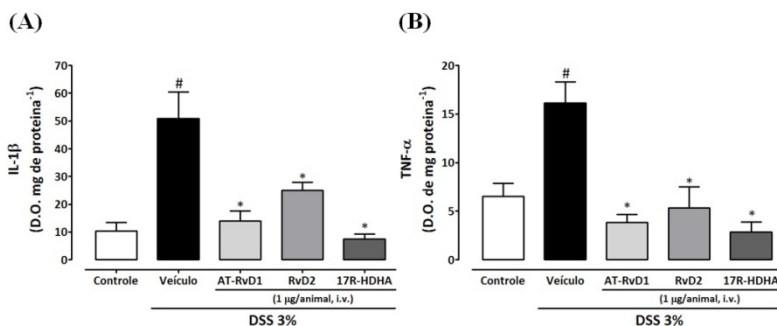 (A)
IL-1β
(D.O. mg de proteina⁻¹)
70
60
50
40
30
20
10
0
#
*
*
*
Controle Veículo AT-RvD1 RvD2 17R-HDHA
(1 µg/animal, i.v.)
DSS 3%
(B)
TNF-α
(D.O. de mg proteina⁻¹)
20
15
10
5
0
#
*
*
*
Controle Veículo AT-RvD1 RvD2 17R-HDHA
(1 µg/animal, i.v.)
DSS 3%